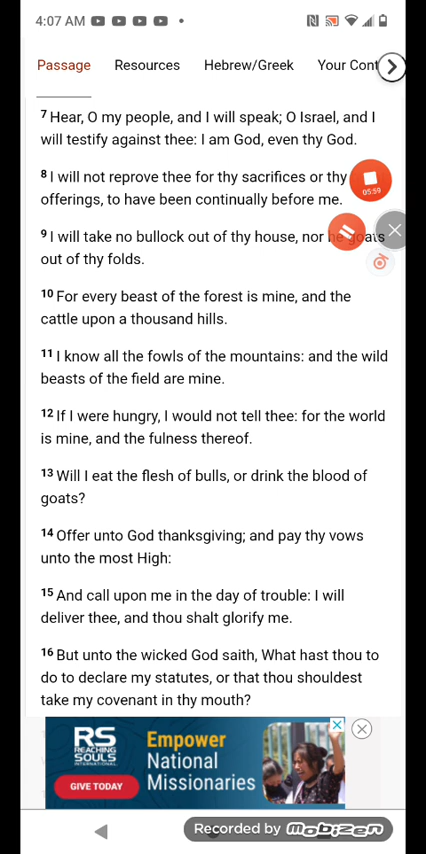 4:07 AM
Passage Resources Hebrew/Greek Your Cont
7 Hear, O my people, and I will speak; O Israel, and I
will testify against thee: I am God, even thy God.
8 I will not reprove thee for thy sacrifices or thy
offerings, to have been continually before me.
05:59
9 I will take no bullock out of thy house, nor he goats
out of thy folds.
10 For every beast of the forest is mine, and the
cattle upon a thousand hills.
11 I know all the fowls of the mountains: and the wild
beasts of the field are mine.
12 If I were hungry, I would not tell thee: for the world
is mine, and the fulness thereof.
13 Will I eat the flesh of bulls, or drink the blood of
goats?
14 Offer unto God thanksgiving; and pay thy vows
unto the most High:
15 And call upon me in the day of trouble: I will
deliver thee, and thou shalt glorify me.
16 But unto the wicked God saith, What hast thou to
do to declare my statutes, or that thou shouldest
take my covenant in thy mouth?
RS
REACHING
SOULS
INTERNATIONAL
GIVE TODAY
Empower
National
Missionaries
Recorded by mobizen